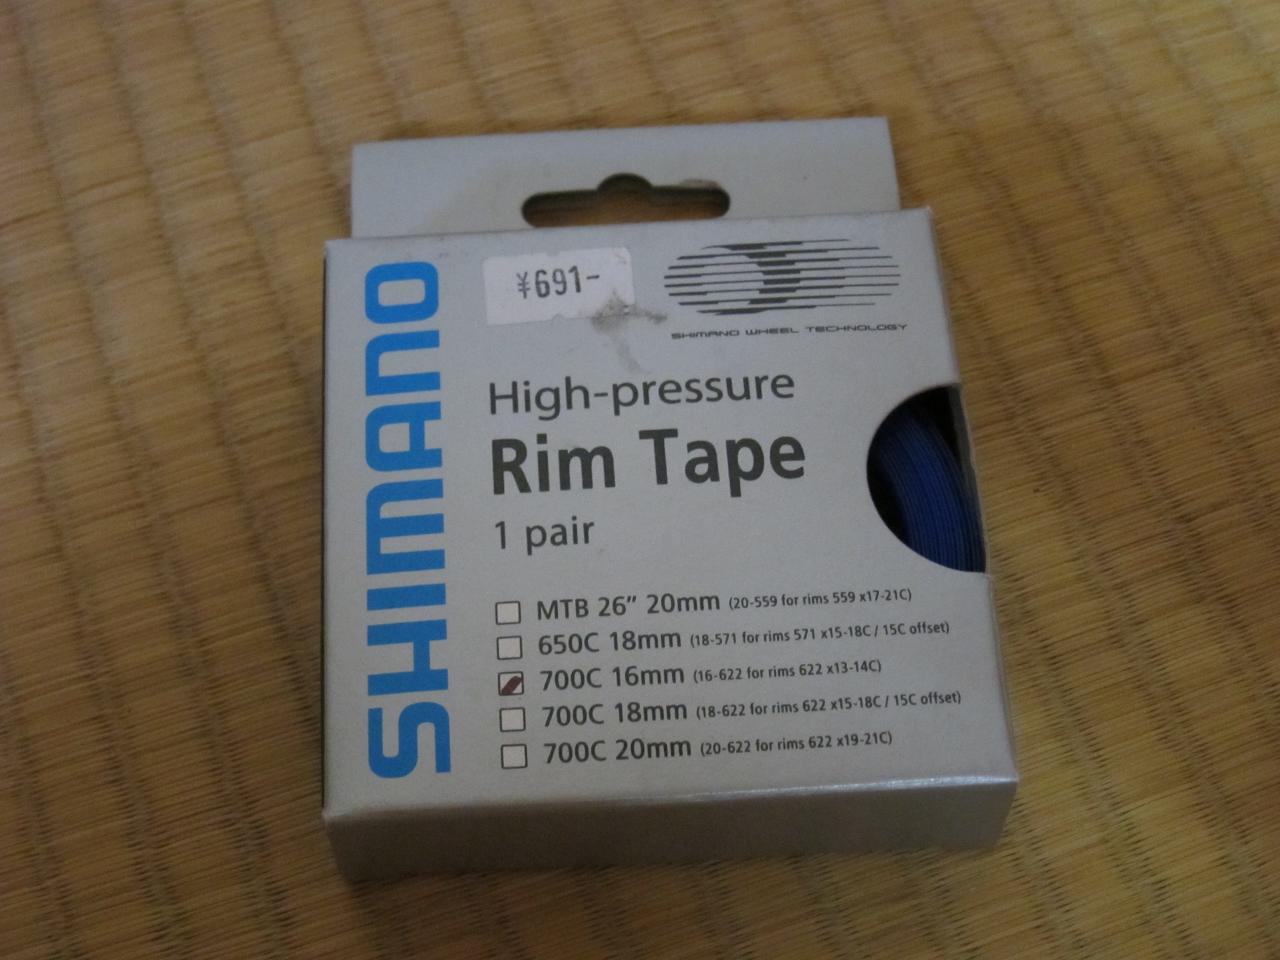 SHIMANO
¥691-
SHIMANO WHEEL TECHNOLOGY
High-pressure
Rim Tape
1 pair
MTB 26” 20mm (20-559 for rims 559 x17-21C)
650C 18mm (18-571 for rims 571 x15-18C / 15C offset)
700C 16mm (16-622 for rims 622 x13-14C)
700C 18mm (18-622 for rims 622 x15-18C / 15C offset)
700C 20mm (20-622 for rims 622 x19-21C)